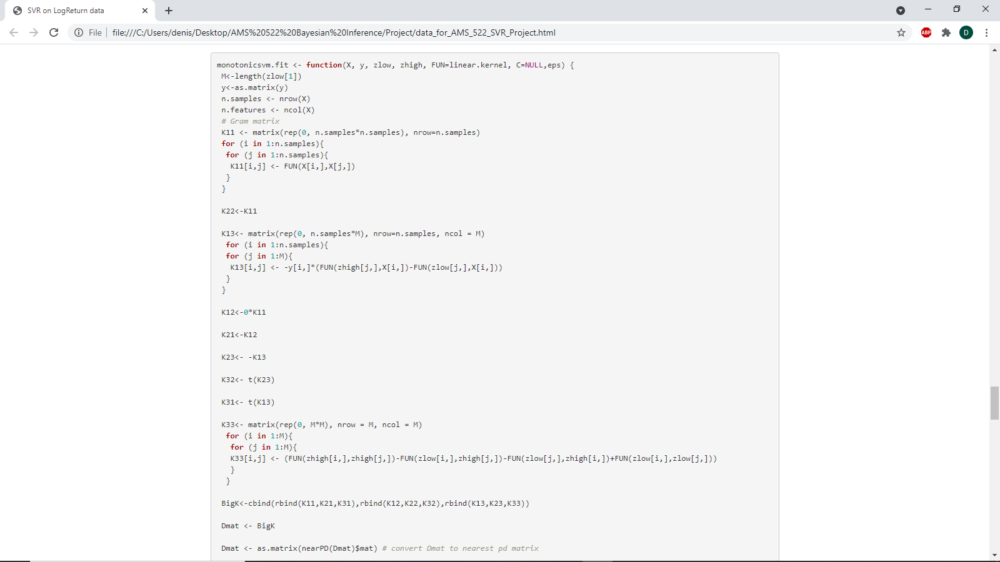 SVR on LogReturn data
File
file:///C:/Users/denis/Desktop/AMS%20522%20Bayesian%20Inference/Project/data_for_AMS_522_SVR_Project.html
ABP
D
monotonicsvm.fit <- function(X, y, zlow, zhigh, FUN=linear.kernel, C=NULL,eps) {
M<-length(zlow[1])
y<-as.matrix(y)
n.samples <- nrow(X)
n.features <- ncol(X)
# Gram matrix
K11 <- matrix(rep(0, n.samples*n.samples), nrow=n.samples)
for (i in 1:n.samples){
for (j in 1:n.samples){
K11[i,j] <- FUN(X[i,],X[j,])
}
}
K22<-K11
K13<- matrix(rep(0, n.samples*M), nrow=n.samples, ncol = M)
for (i in 1:n.samples){
for (j in 1:M){
K13[i,j] <- -y[i,]*(FUN(zhigh[j,],X[i,])-FUN(zlow[j,],X[i,]))
}
}
K12<-0*K11
K21<-K12
K23<- -K13
K32<- t(K23)
K31<- t(K13)
K33<- matrix(rep(0, M*M), nrow = M, ncol = M)
for (i in 1:M){
for (j in 1:M){
K33[i,j] <- (FUN(zhigh[i,],zhigh[j,])-FUN(zlow[i,],zhigh[j,])-FUN(zlow[j,],zhigh[i,])+FUN(zlow[i,],zlow[j,]))
}
}
BigK<-cbind(rbind(K11,K21,K31),rbind(K12,K22,K32),rbind(K13,K23,K33))
Dmat <- BigK
Dmat <- as.matrix(nearPD(Dmat)$mat) # convert Dmat to nearest pd matrix